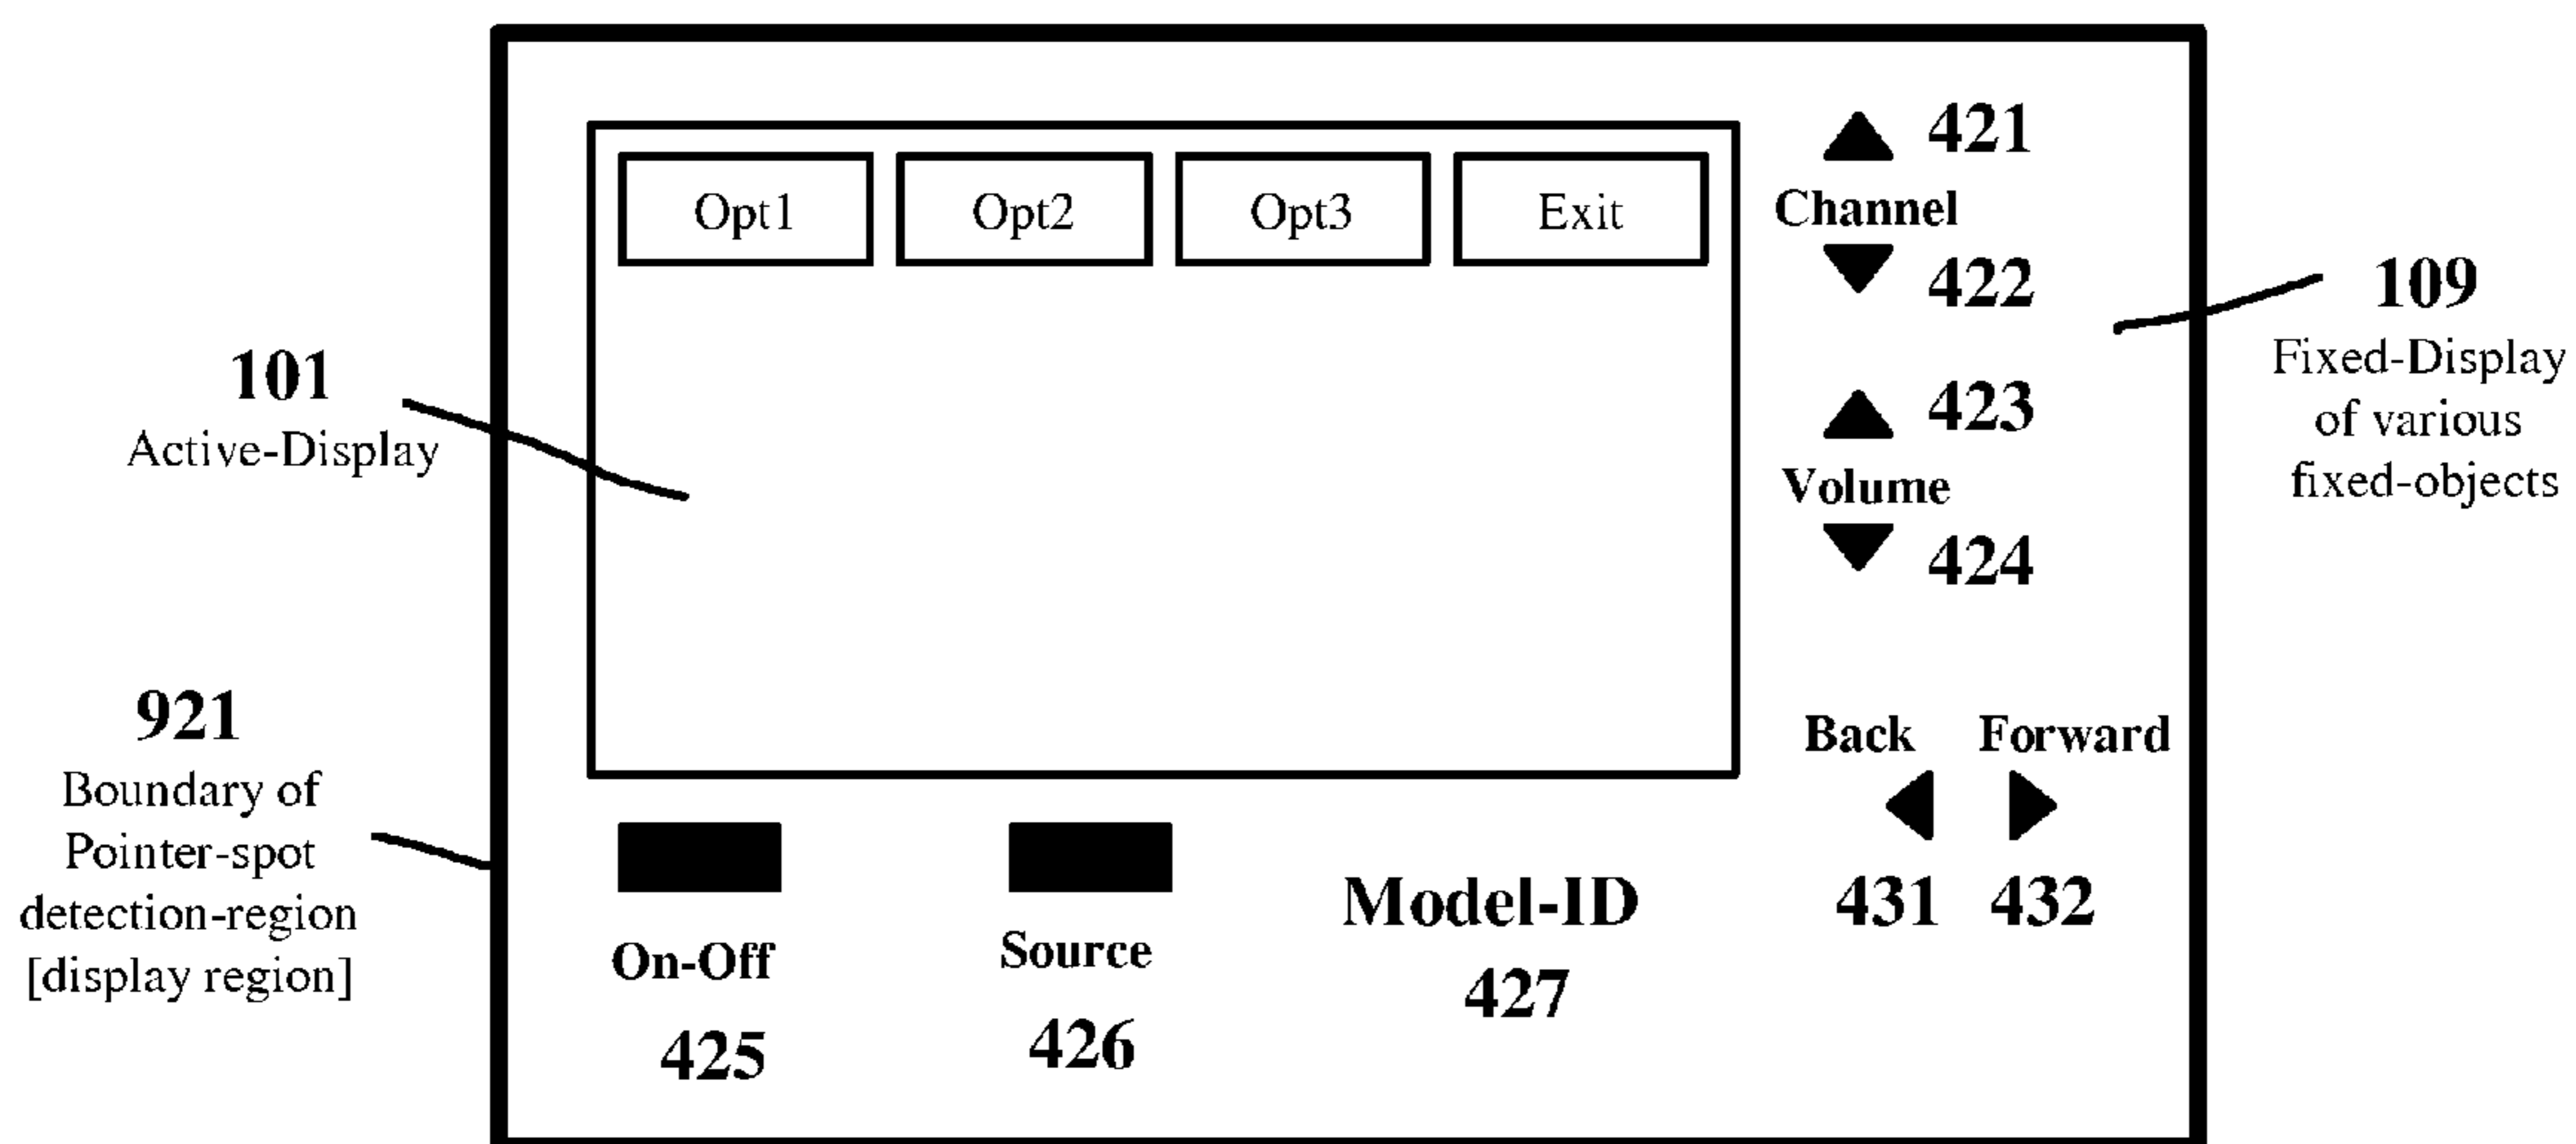 421
Opt1 Opt2 Opt3 Exit
Channel
422
109
Fixed-Display
of various
fixed-objects
101
Active-Display
423
Volume
424
921
Boundary of
Pointer-spot
detection-region
[display region]
Back Forward
431 432
On-Off
425
Source
426
Model-ID
427